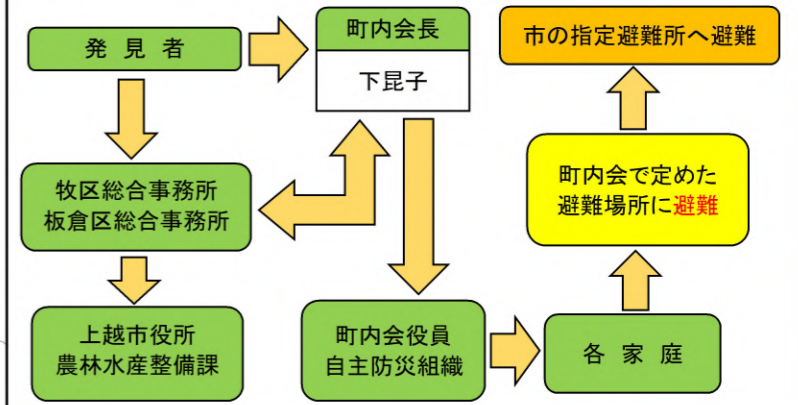 発見者
町内会長
下昆子
市の指定避難所へ避難
牧区総合事務所
板倉区総合事務所
町内会で定めた
避難場所に避難
上越市役所
農林水産整備課
町内会役員
自主防災組織
各家庭